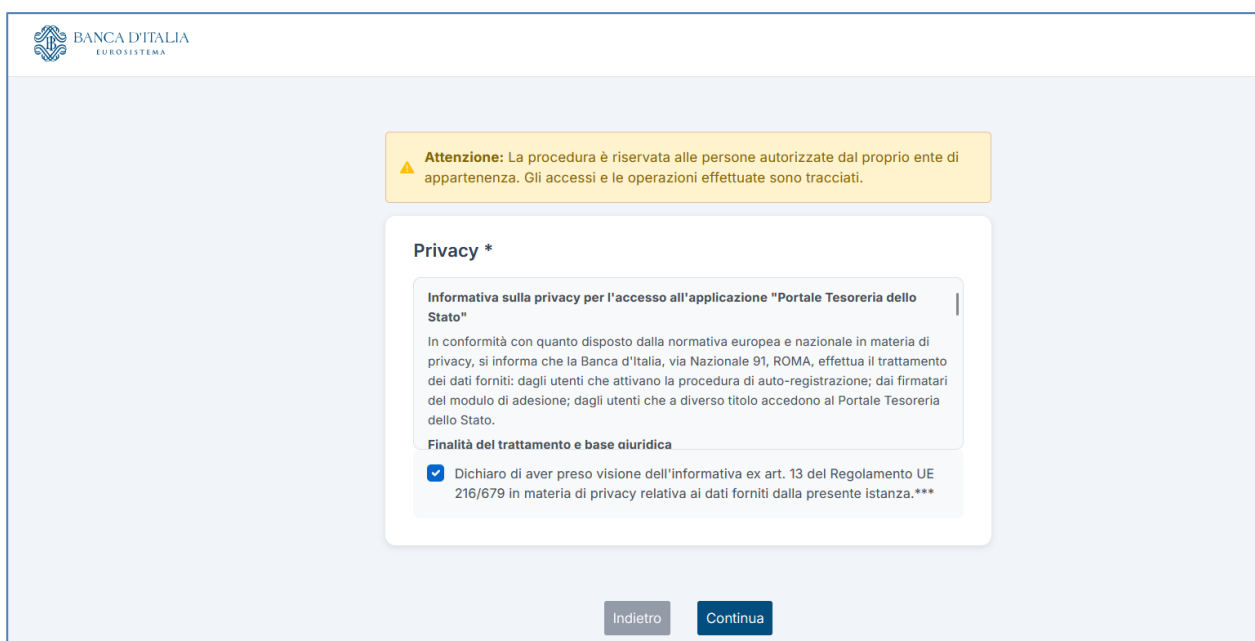 BANCA D'ITALIA
EUROSISTEMA
Attenzione: La procedura è riservata alle persone autorizzate dal proprio ente di
appartenenza. Gli accessi e le operazioni effettuate sono tracciati.
Privacy *
Informativa sulla privacy per l'accesso all'applicazione "Portale Tesoreria dello
Stato"
In conformità con quanto disposto dalla normativa europea e nazionale in materia di
privacy, si informa che la Banca d'Italia, via Nazionale 91, ROMA, effettua il trattamento
dei dati forniti: dagli utenti che attivano la procedura di auto-registrazione; dai firmatari
del modulo di adesione; dagli utenti che a diverso titolo accedono al Portale Tesoreria
dello Stato.
Finalità del trattamento e base giuridica
Dichiaro di aver preso visione dell'informativa ex art. 13 del Regolamento UE
216/679 in materia di privacy relativa ai dati forniti dalla presente istanza.***
Indietro
Continua